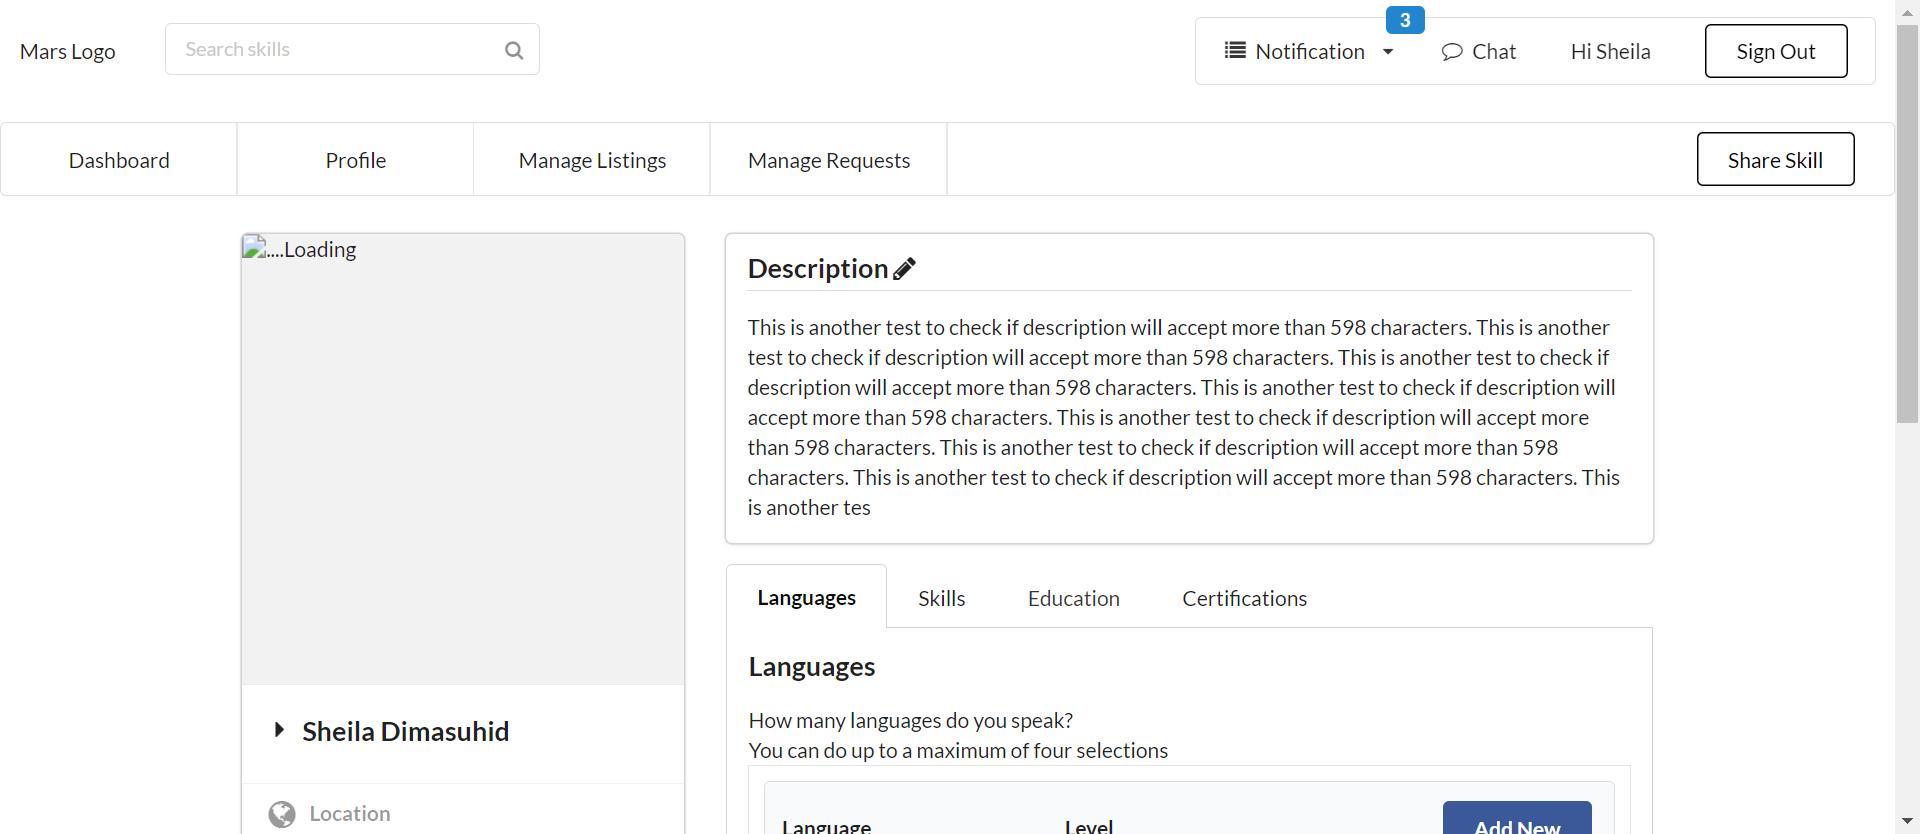 Mars Logo
Search skills
3
Notification
Chat
Hi Sheila
Sign Out
Dashboard
Profile
Manage Listings
Manage Requests
Share Skill
....Loading
Description
This is another test to check if description will accept more than 598 characters. This is another
test to check if description will accept more than 598 characters. This is another test to check if
description will accept more than 598 characters. This is another test to check if description will
accept more than 598 characters. This is another test to check if description will accept more
than 598 characters. This is another test to check if description will accept more than 598
characters. This is another test to check if description will accept more than 598 characters. This
is another tes
Languages
Skills
Education
Certifications
Languages
How many languages do you speak?
You can do up to a maximum of four selections
Sheila Dimasuhid
Location
Language
Level
Add New